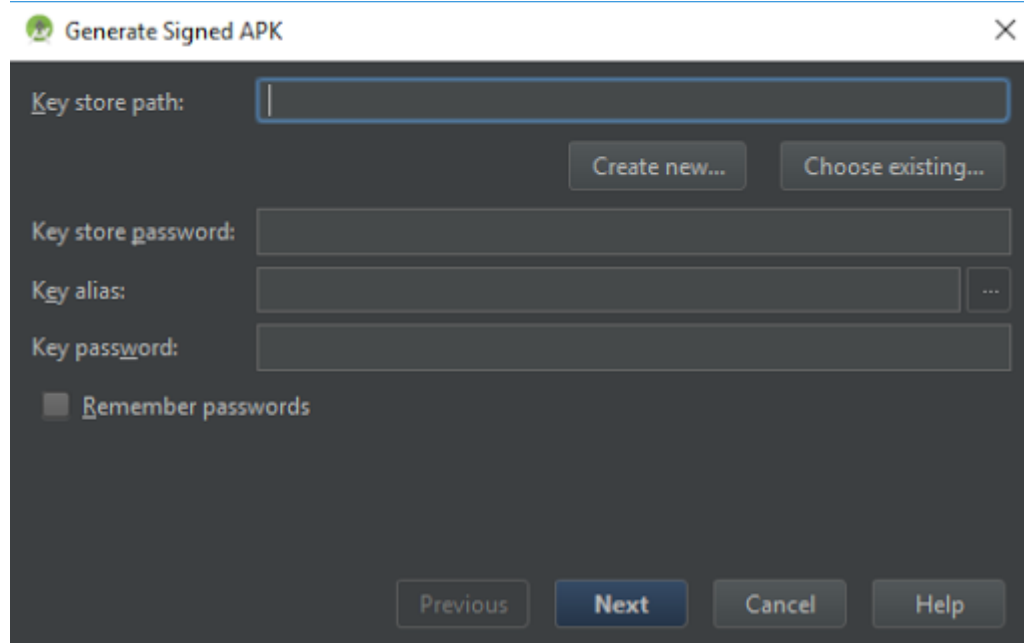 Generate Signed APK
Key store path:
Create new... Choose existing...
Key store password:
Key alias: ...
Key password:
Remember passwords
Previous Next Cancel Help